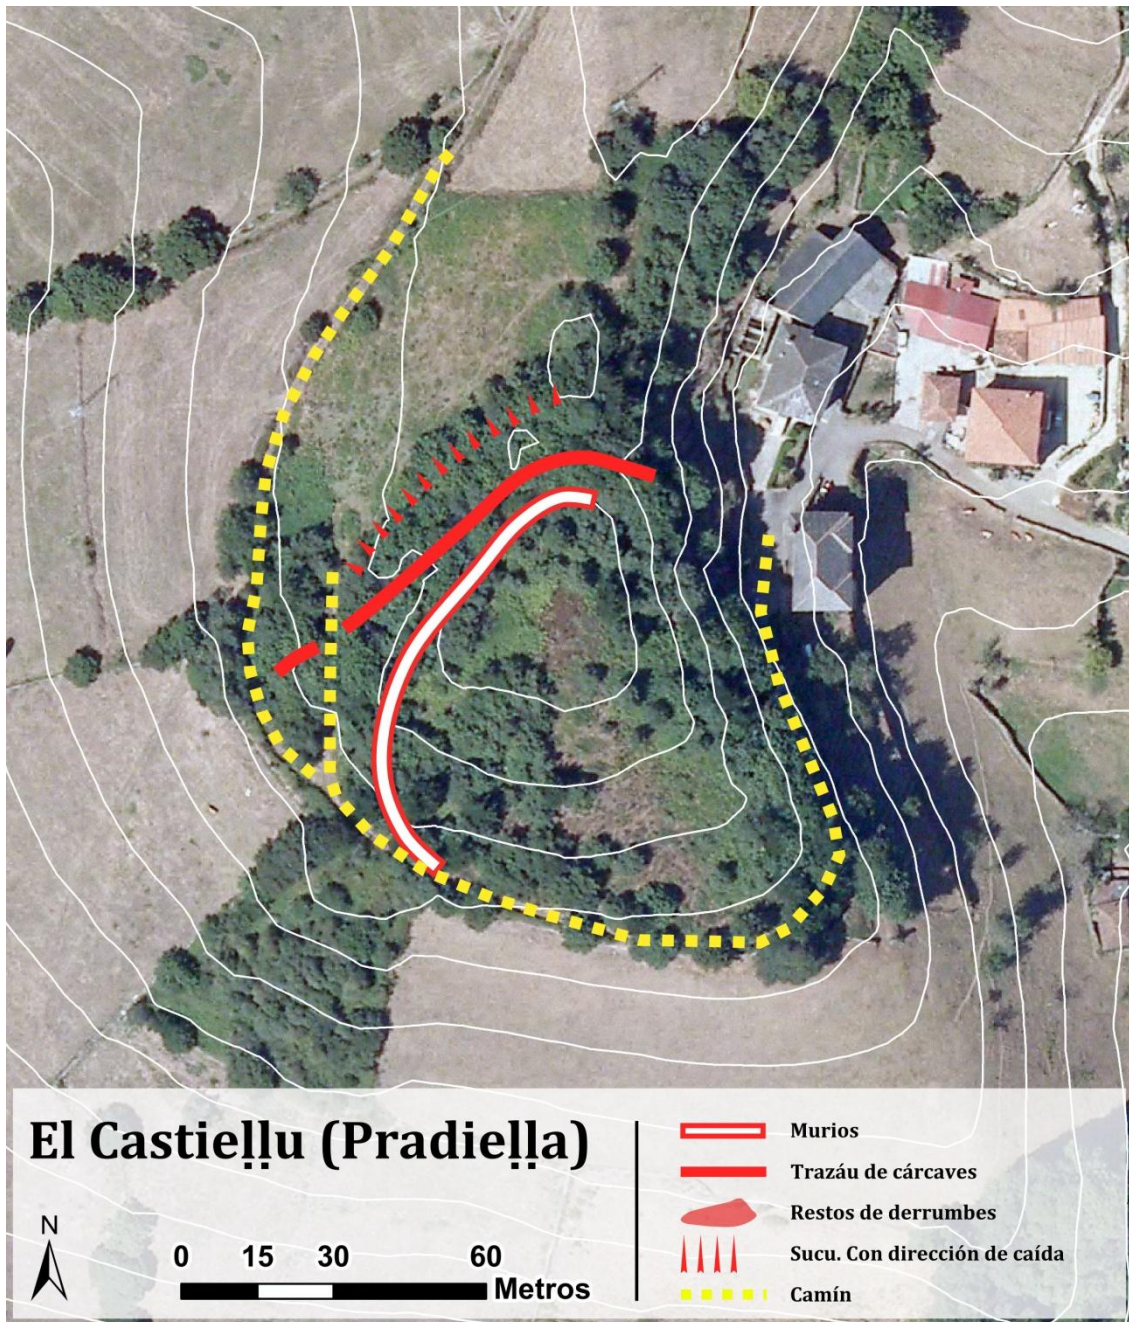 El Castieḷḷu (Pradieḷḷa)
N
0 15 30 60
Metros
Murios
Trazáu de cárcaves
Restos de derrumbes
Sucu. Con dirección de caída
Camín